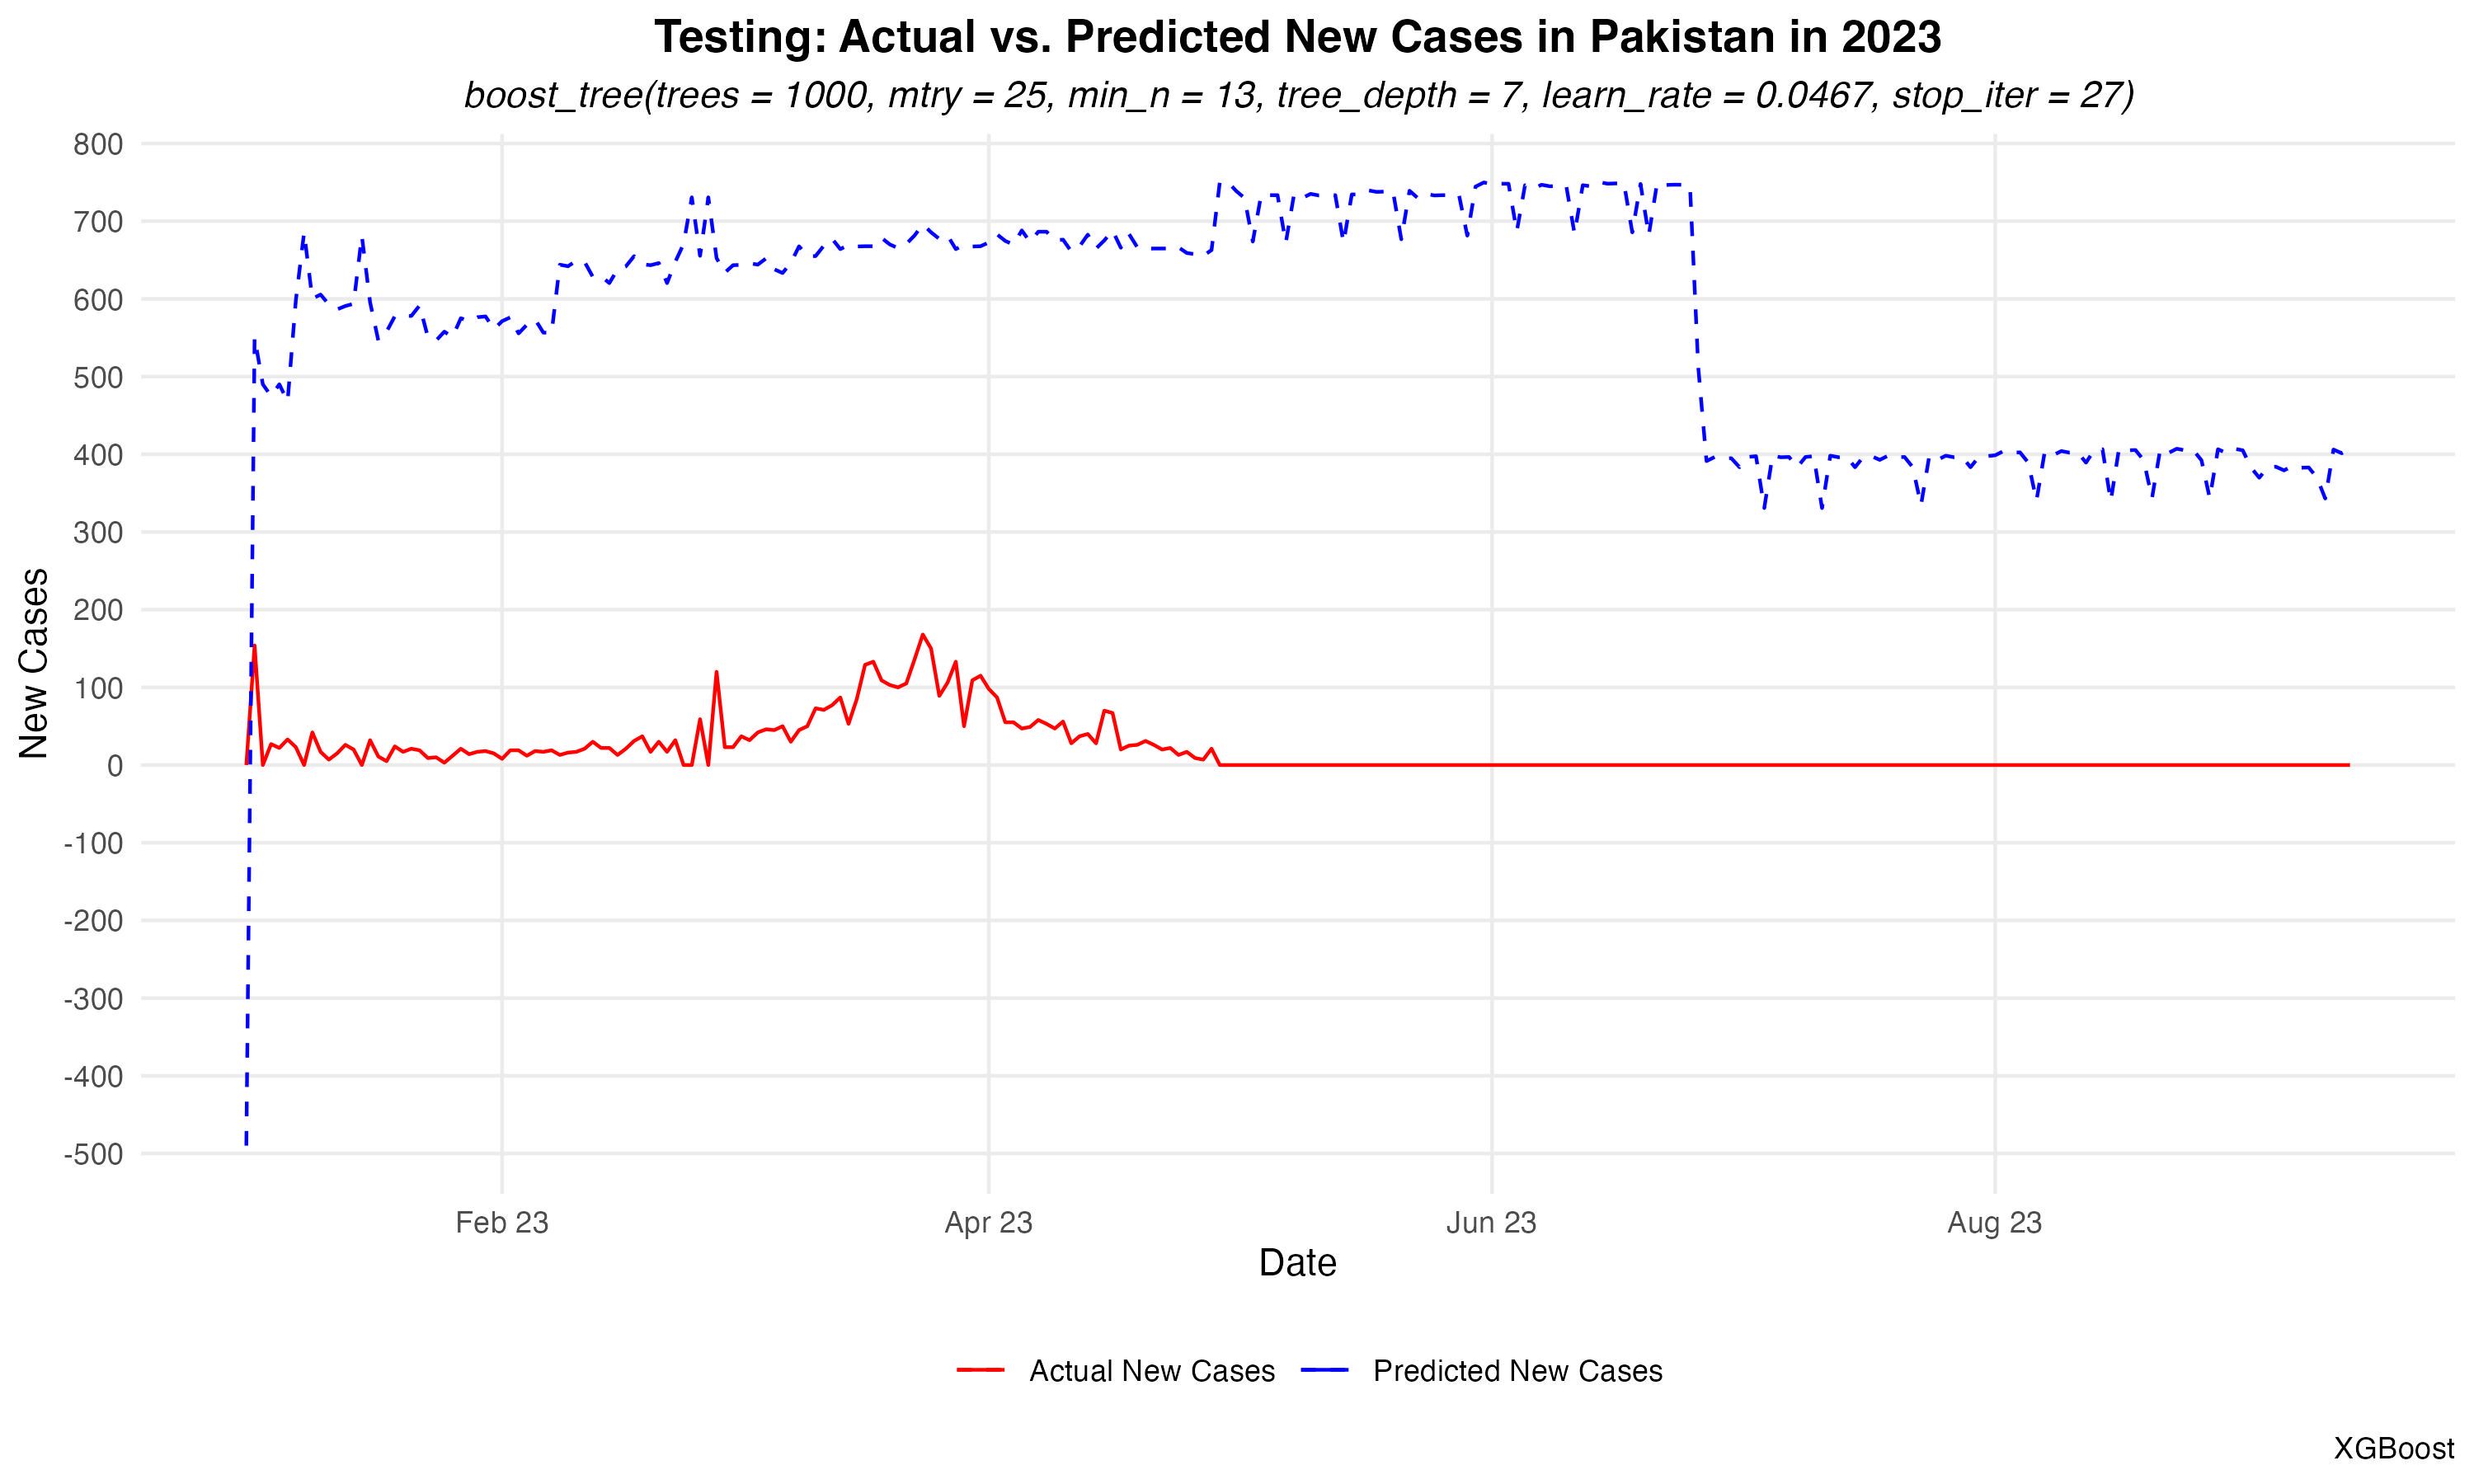 Testing: Actual vs. Predicted New Cases in Pakistan in 2023
boost_tree(trees = 1000, mtry = 25, min_n = 13, tree_depth = 7, learn_rate = 0.0467, stop_iter = 27)
800
700
600
500
400
300
200
100
0
-100
-200
-300
-400
-500
New Cases
Feb 23 Apr 23 Jun 23 Aug 23
Date
Actual New Cases Predicted New Cases
XGBoost